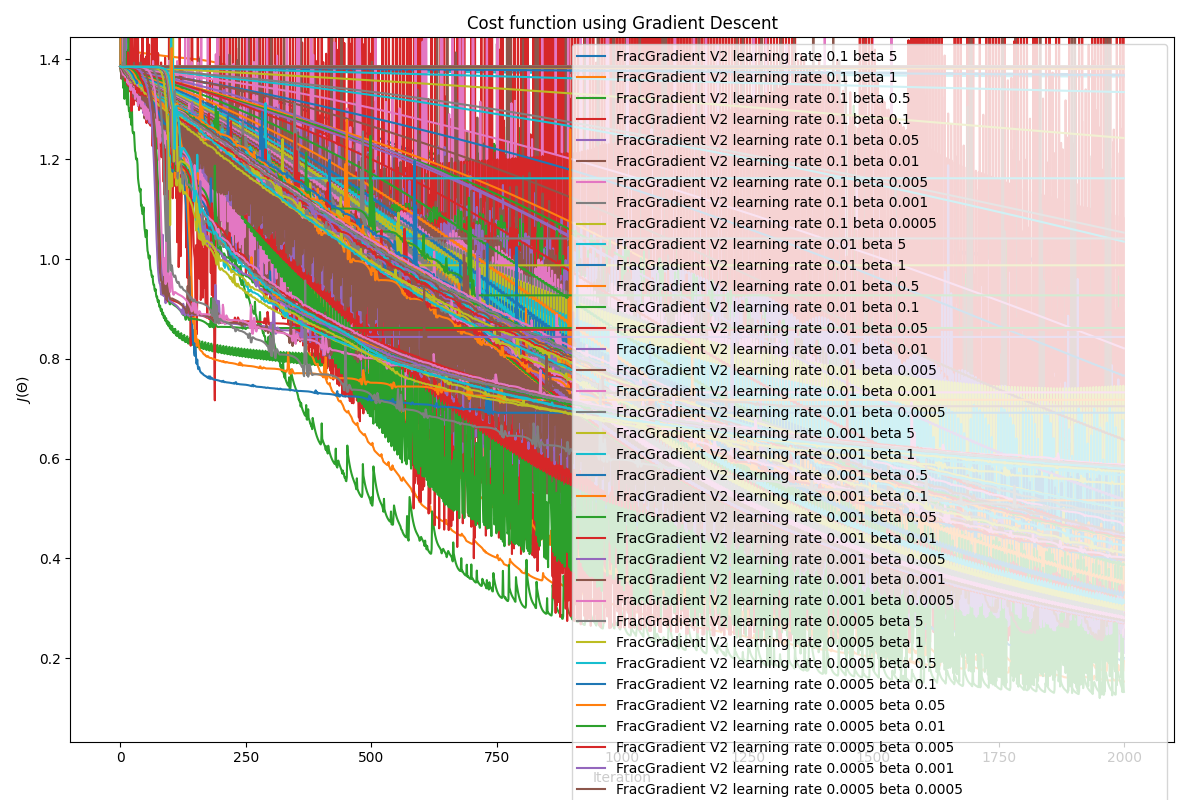 Cost function using Gradient Descent
J(Θ)
1.4
1.2
1.0
0.8
0.6
0.4
0.2
FracGradient V2 learning rate 0.1 beta 5
FracGradient V2 learning rate 0.1 beta 1
FracGradient V2 learning rate 0.1 beta 0.5
FracGradient V2 learning rate 0.1 beta 0.1
FracGradient V2 learning rate 0.1 beta 0.05
FracGradient V2 learning rate 0.1 beta 0.01
FracGradient V2 learning rate 0.1 beta 0.005
FracGradient V2 learning rate 0.1 beta 0.001
FracGradient V2 learning rate 0.1 beta 0.0005
FracGradient V2 learning rate 0.01 beta 5
FracGradient V2 learning rate 0.01 beta 1
FracGradient V2 learning rate 0.01 beta 0.5
FracGradient V2 learning rate 0.01 beta 0.1
FracGradient V2 learning rate 0.01 beta 0.05
FracGradient V2 learning rate 0.01 beta 0.01
FracGradient V2 learning rate 0.01 beta 0.005
FracGradient V2 learning rate 0.01 beta 0.001
FracGradient V2 learning rate 0.01 beta 0.0005
FracGradient V2 learning rate 0.001 beta 5
FracGradient V2 learning rate 0.001 beta 1
FracGradient V2 learning rate 0.001 beta 0.5
FracGradient V2 learning rate 0.001 beta 0.1
FracGradient V2 learning rate 0.001 beta 0.05
FracGradient V2 learning rate 0.001 beta 0.01
FracGradient V2 learning rate 0.001 beta 0.005
FracGradient V2 learning rate 0.001 beta 0.001
FracGradient V2 learning rate 0.001 beta 0.0005
FracGradient V2 learning rate 0.0005 beta 5
FracGradient V2 learning rate 0.0005 beta 1
FracGradient V2 learning rate 0.0005 beta 0.5
FracGradient V2 learning rate 0.0005 beta 0.1
FracGradient V2 learning rate 0.0005 beta 0.05
FracGradient V2 learning rate 0.0005 beta 0.01
FracGradient V2 learning rate 0.0005 beta 0.005
FracGradient V2 learning rate 0.0005 beta 0.001
FracGradient V2 learning rate 0.0005 beta 0.0005
0 250 500 750 1000 1250 1500 1750 2000
Iteration